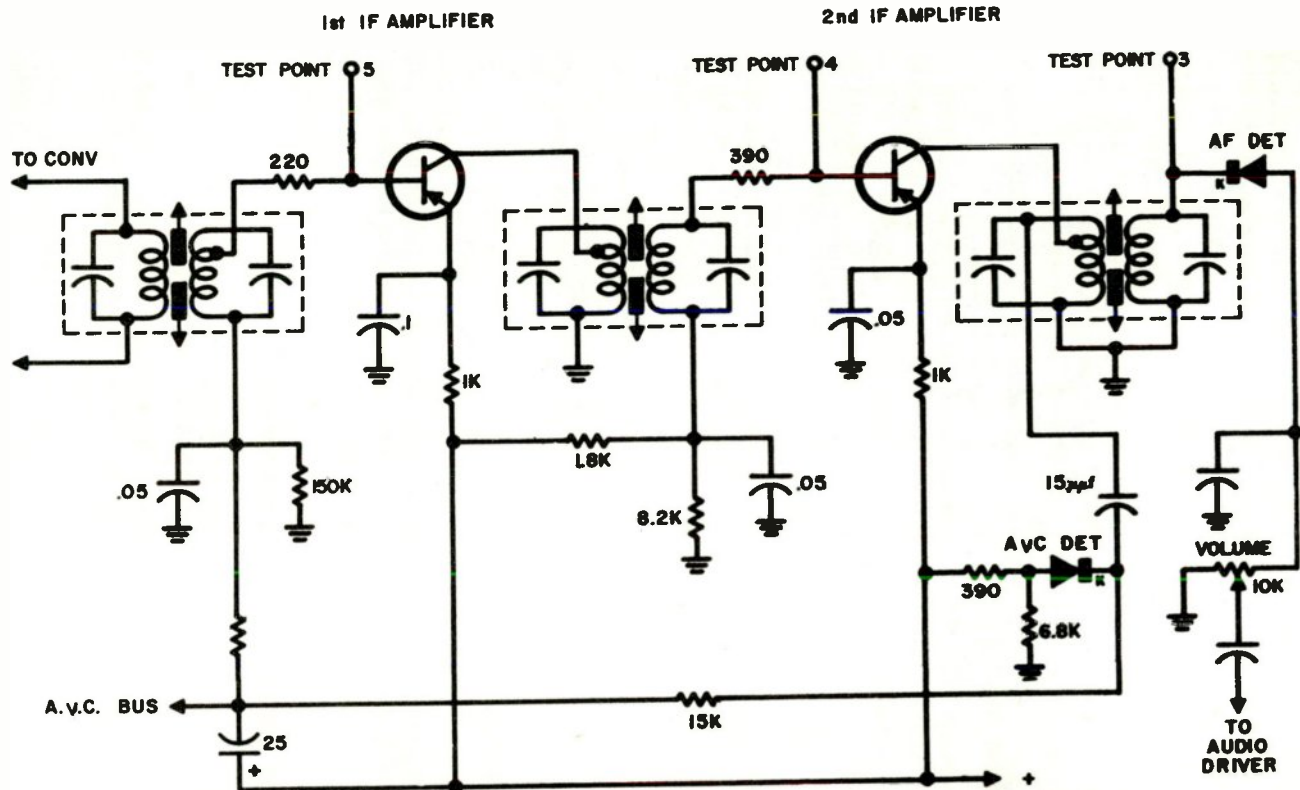 1st IF AMPLIFIER
2nd IF AMPLIFIER
TEST POINT 5
TEST POINT 4
TEST POINT 3
TO CONV
220
390
AF DET
K
.1
.05
1K
1K
.05
150K
1.8K
8.2K
.05
15µµf
AVC DET
K
390
6.8K
VOLUME
10K
A.V.C. BUS
15K
25
+
+
TO
AUDIO
DRIVER